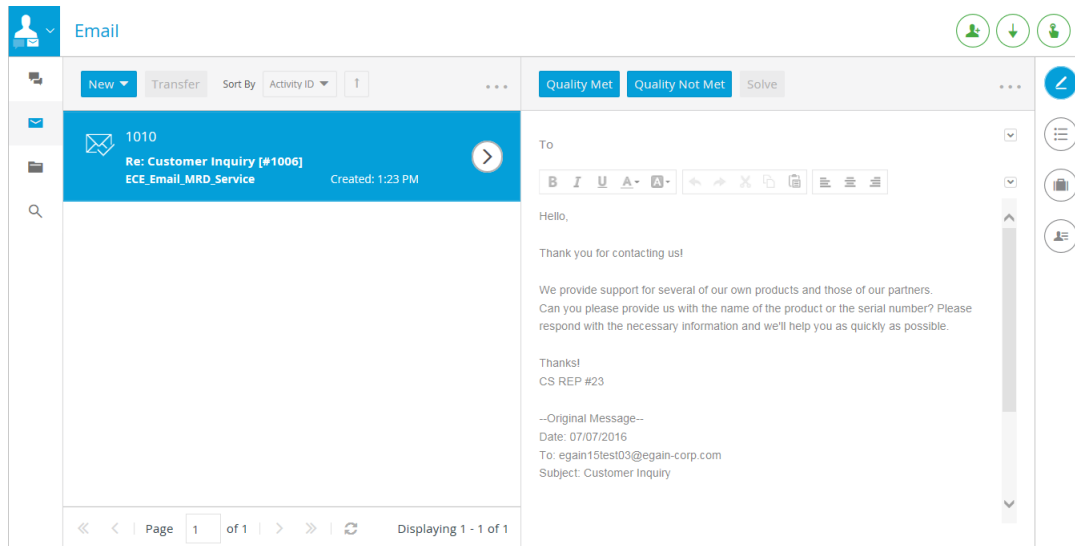 Email
New Transfer Sort By Activity ID
1010
Re: Customer Inquiry [#1006]
ECE_Email_MRD_Service Created: 1:23 PM
Page 1 of 1 Displaying 1 - 1 of 1
Quality Met Quality Not Met Solve
To
B I U A A
Hello,
Thank you for contacting us!
We provide support for several of our own products and those of our partners.
Can you please provide us with the name of the product or the serial number? Please
respond with the necessary information and we'll help you as quickly as possible.
Thanks!
CS REP #23
--Original Message--
Date: 07/07/2016
To: egain15test03@egain-corp.com
Subject: Customer Inquiry